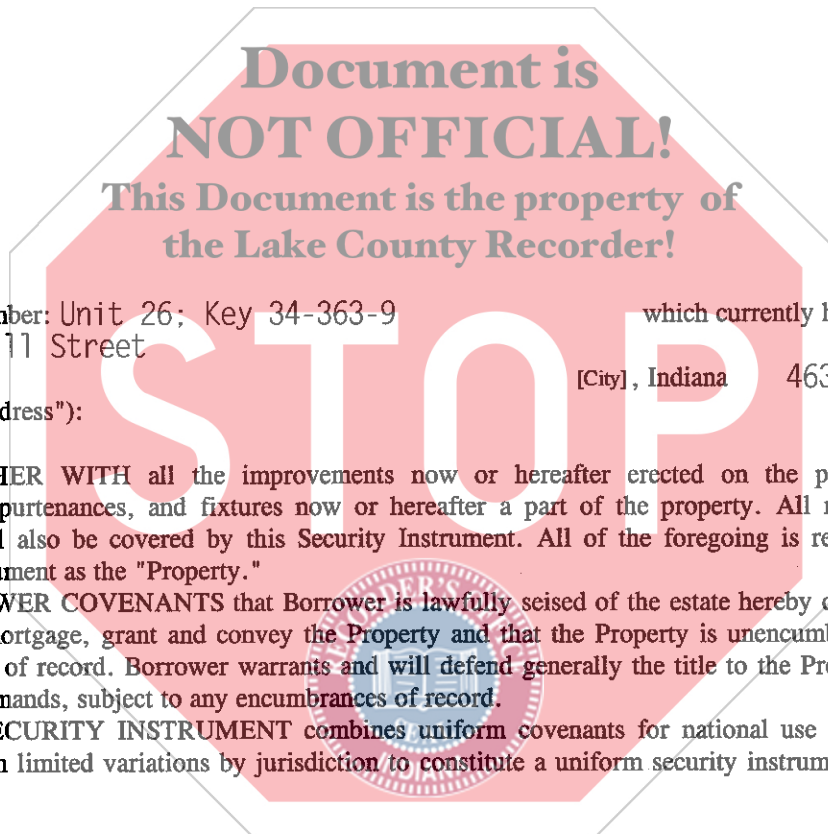 Document is
NOT OFFICIAL!
This Document is the property of
the Lake County Recorder!
nber: Unit 26; Key 34-363-9 which currently h
ll Street
[City], Indiana 463
dress"):
STOP
HER WITH all the improvements now or hereafter erected on the p
purtenances, and fixtures now or hereafter a part of the property. All r
l also be covered by this Security Instrument. All of the foregoing is re
ument as the "Property."
WER COVENANTS that Borrower is lawfully seised of the estate hereby c
ortgage, grant and convey the Property and that the Property is unencumb
of record. Borrower warrants and will defend generally the title to the Pro
mands, subject to any encumbrances of record.
ECURITY INSTRUMENT combines uniform covenants for national use
n limited variations by jurisdiction to constitute a uniform security instrum